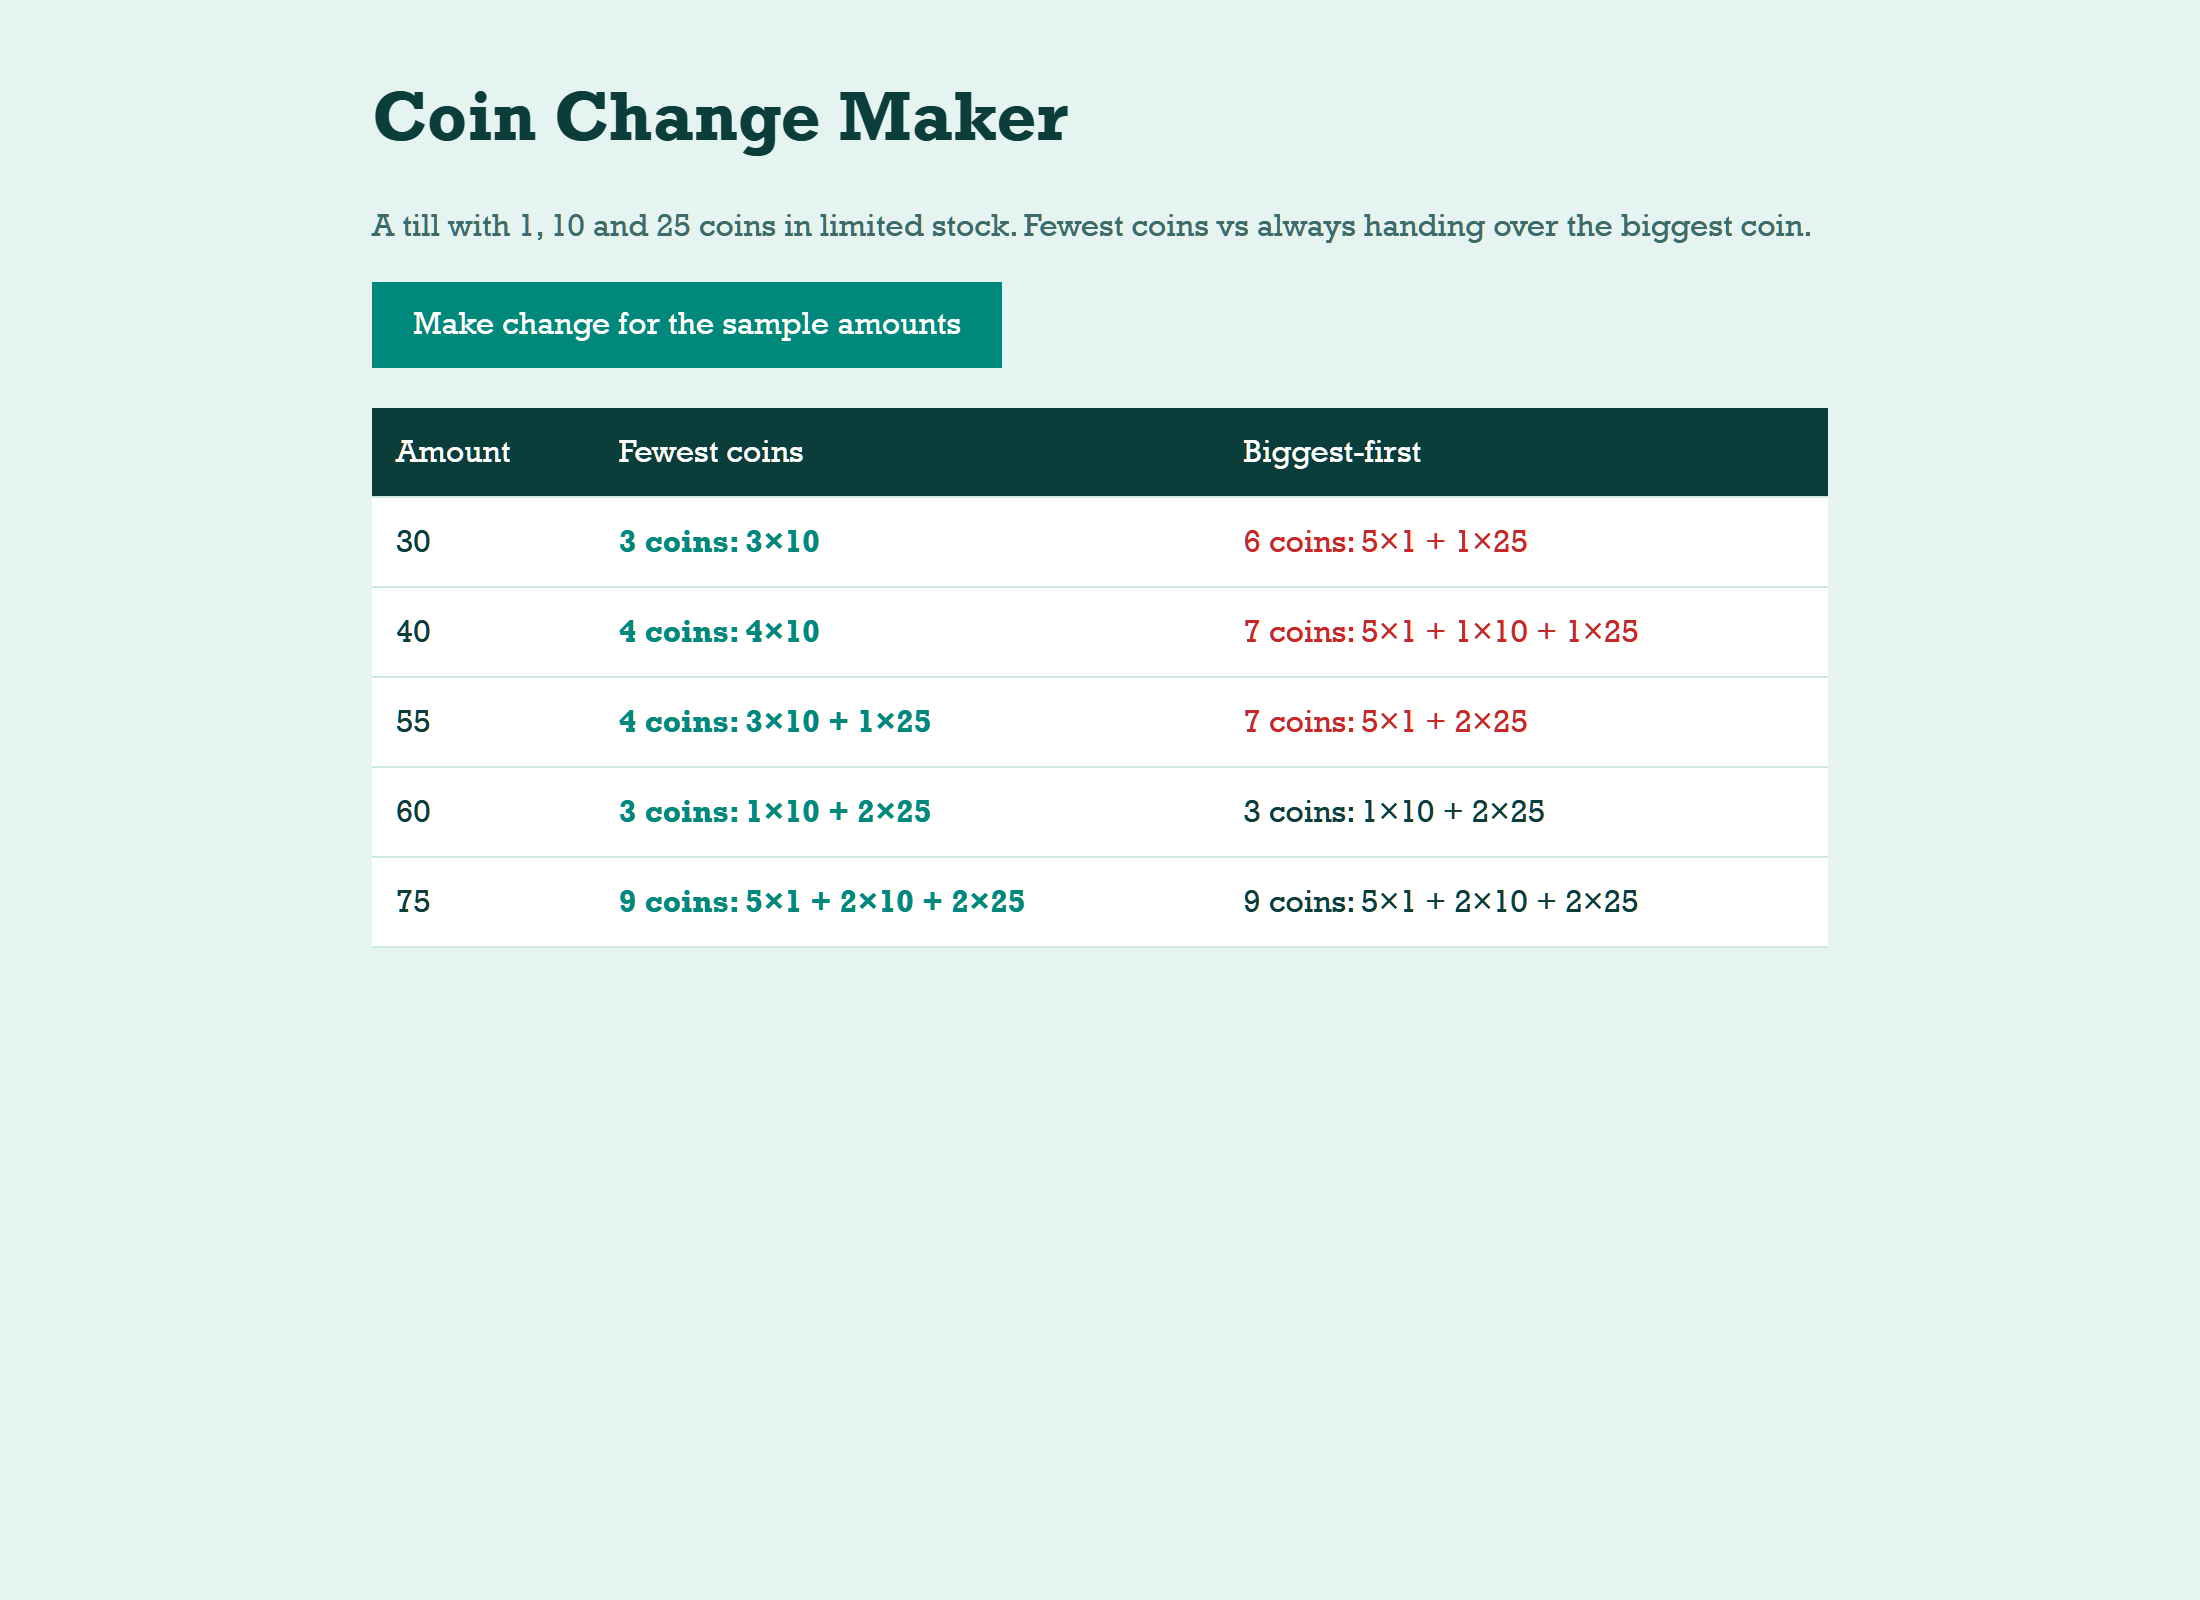 Coin Change Maker
A till with 1, 10 and 25 coins in limited stock. Fewest coins vs always handing over the biggest coin.
Make change for the sample amounts
Amount Fewest coins Biggest-first
30 3 coins: 3×10 6 coins: 5×1 + 1×25
40 4 coins: 4×10 7 coins: 5×1 + 1×10 + 1×25
55 4 coins: 3×10 + 1×25 7 coins: 5×1 + 2×25
60 3 coins: 1×10 + 2×25 3 coins: 1×10 + 2×25
75 9 coins: 5×1 + 2×10 + 2×25 9 coins: 5×1 + 2×10 + 2×25